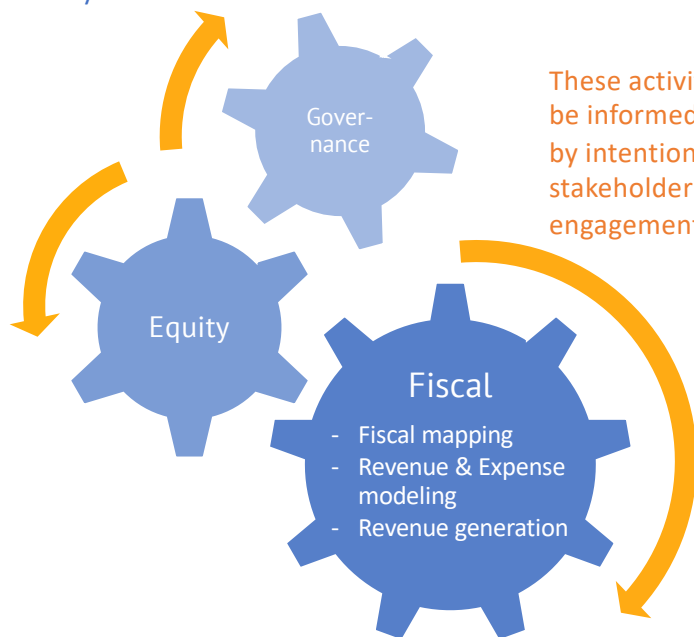 Gover-
nance
These activi
be informed
by intention
stakeholder
engagement
Equity
Fiscal
- Fiscal mapping
- Revenue & Expense
modeling
- Revenue generation